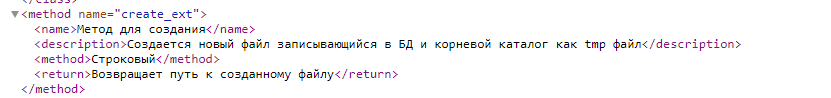 </class>
▼<method name="create_ext">
<name>Метод для создания</name>
<description>Создается новый файл записывающийся в БД и корневой каталог как tmp файл</description>
<method>Строковый</method>
<return>Возвращает путь к созданному файлу</return>
</method>